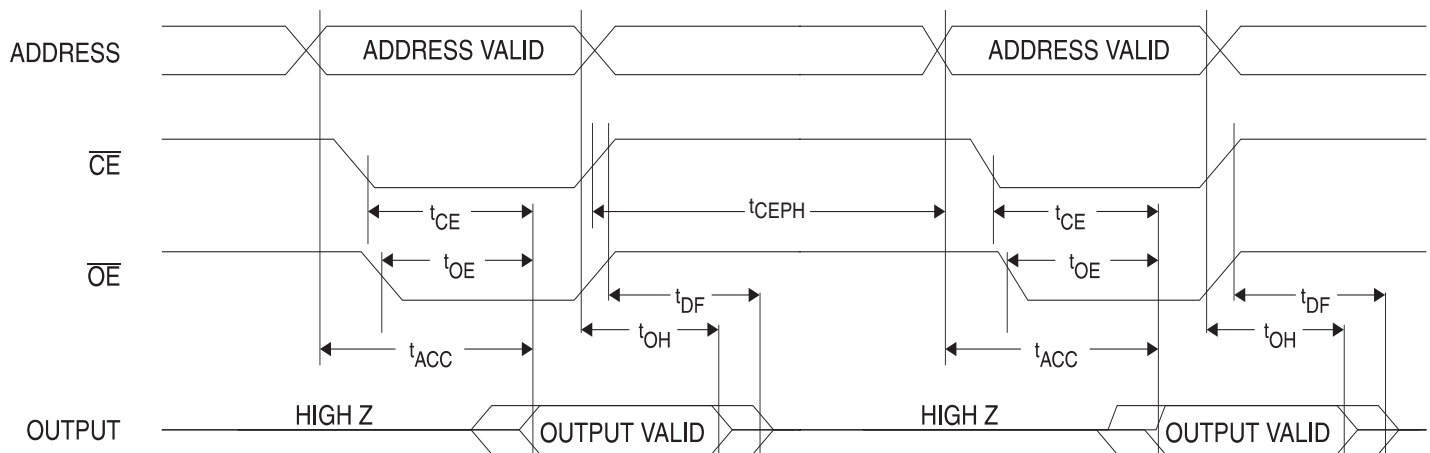 ADDRESS ADDRESS VALID ADDRESS VALID
CE
tCE tCEPH tCE
OE tOE tOE
tDF tDF
tOH tOH
tACC tACC
OUTPUT HIGH Z OUTPUT VALID HIGH Z OUTPUT VALID